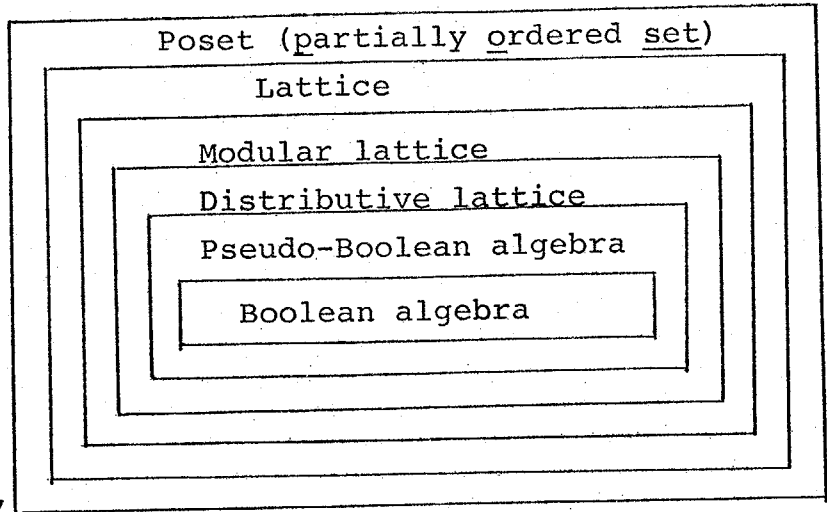 Poset (partially ordered set)
Lattice
Modular lattice
Distributive lattice
Pseudo-Boolean algebra
Boolean algebra